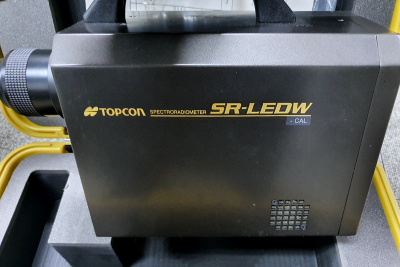 TOPCON SPECTRORADIOMETER SR-LEDW
- CAL